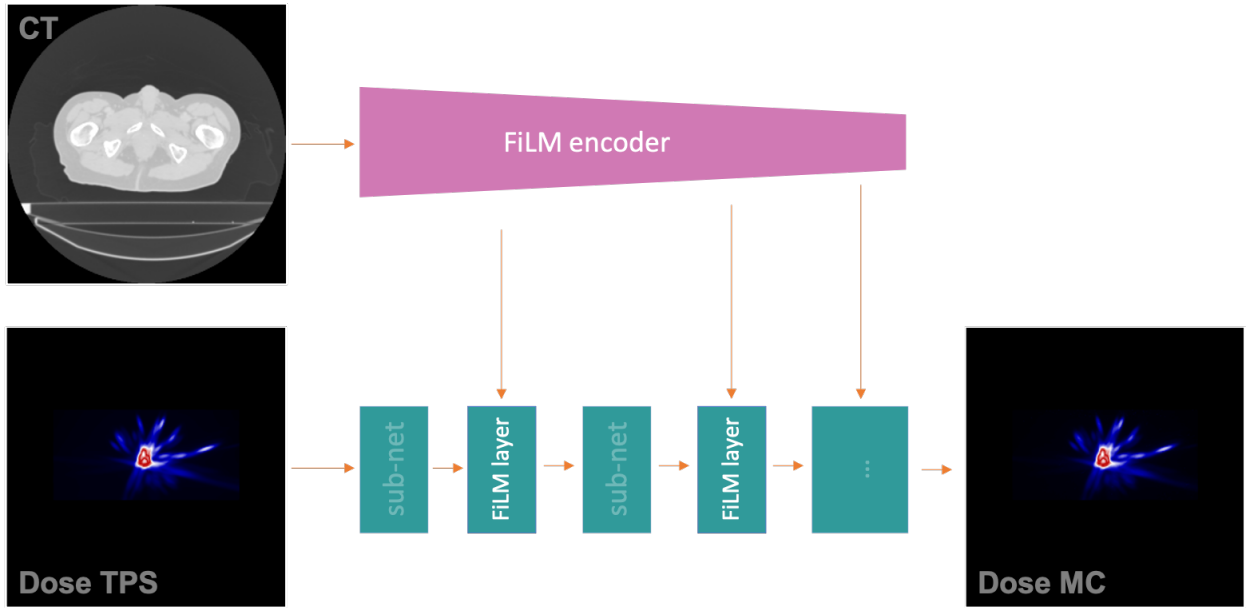 CT
FiLM encoder
sub-net
FiLM layer
sub-net
FiLM layer
...
Dose TPS
Dose MC